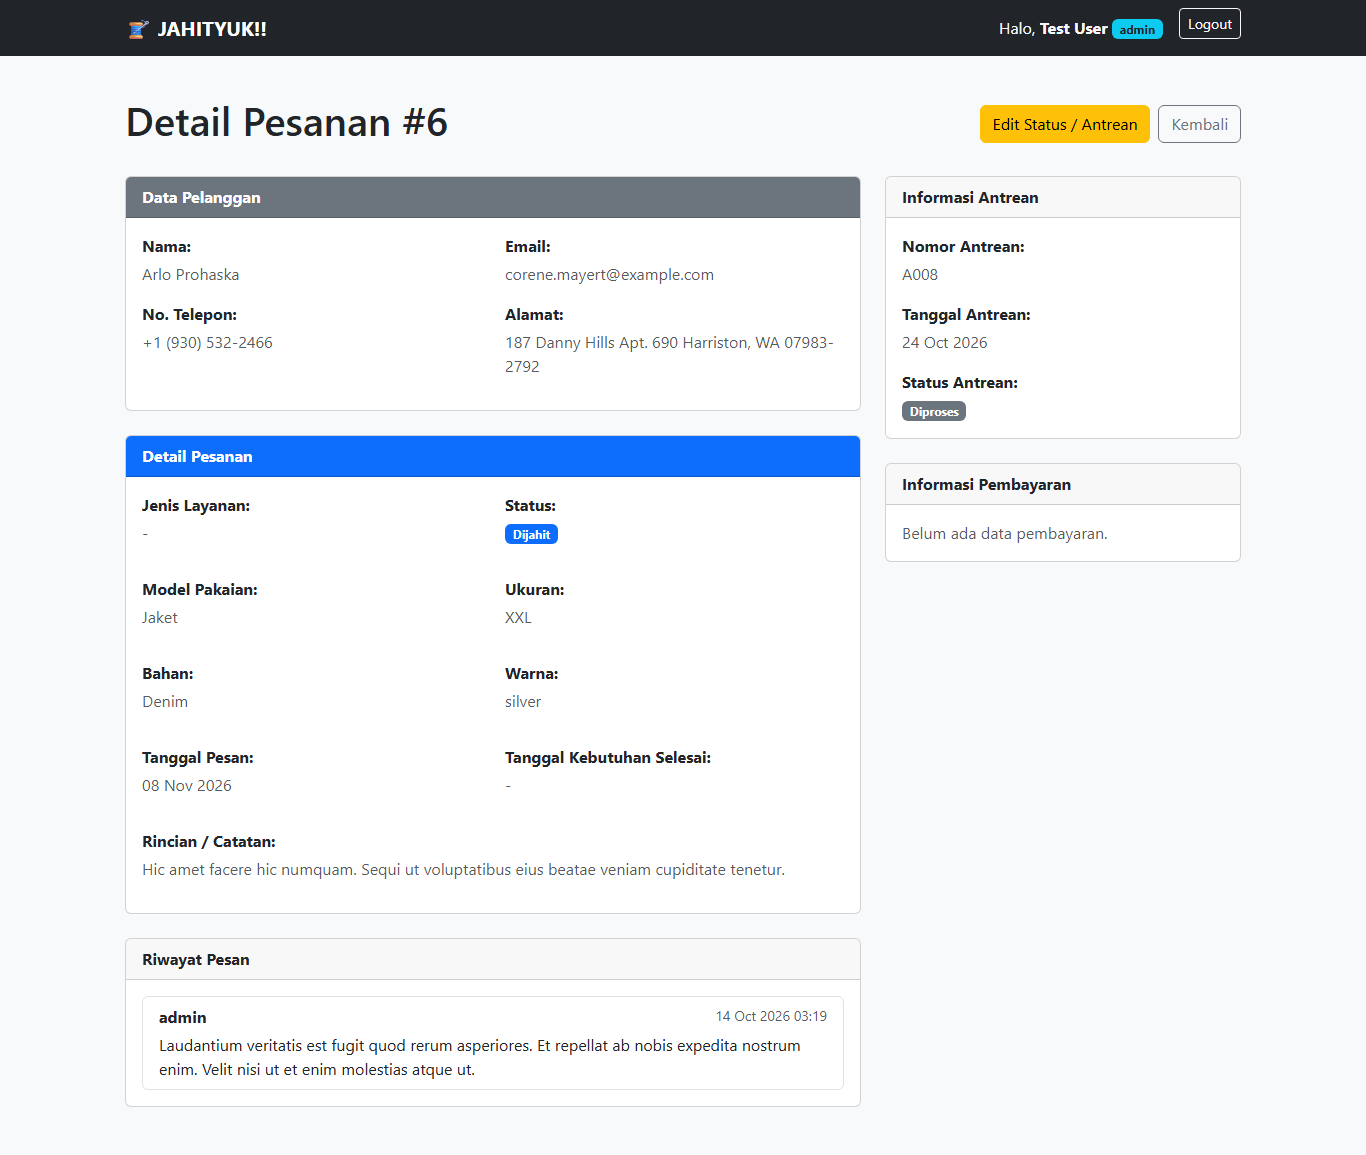 JAHITYUK!!
Halo, Test User admin
Logout
Detail Pesanan #6
Edit Status / Antrean
Kembali
Data Pelanggan
Nama:
Arlo Prohaska
Email:
corene.mayert@example.com
No. Telepon:
+1 (930) 532-2466
Alamat:
187 Danny Hills Apt. 690 Harriston, WA 07983-
2792
Detail Pesanan
Jenis Layanan:
-
Status:
Dijahit
Model Pakaian:
Jaket
Ukuran:
XXL
Bahan:
Denim
Warna:
silver
Tanggal Pesan:
08 Nov 2026
Tanggal Kebutuhan Selesai:
-
Rincian / Catatan:
Hic amet facere hic numquam. Sequi ut voluptatibus eius beatae veniam cupiditate tenetur.
Riwayat Pesan
admin
14 Oct 2026 03:19
Laudantium veritatis est fugit quod rerum asperiores. Et repellat ab nobis expedita nostrum
enim. Velit nisi ut et enim molestias atque ut.
Informasi Antrean
Nomor Antrean:
A008
Tanggal Antrean:
24 Oct 2026
Status Antrean:
Diproses
Informasi Pembayaran
Belum ada data pembayaran.